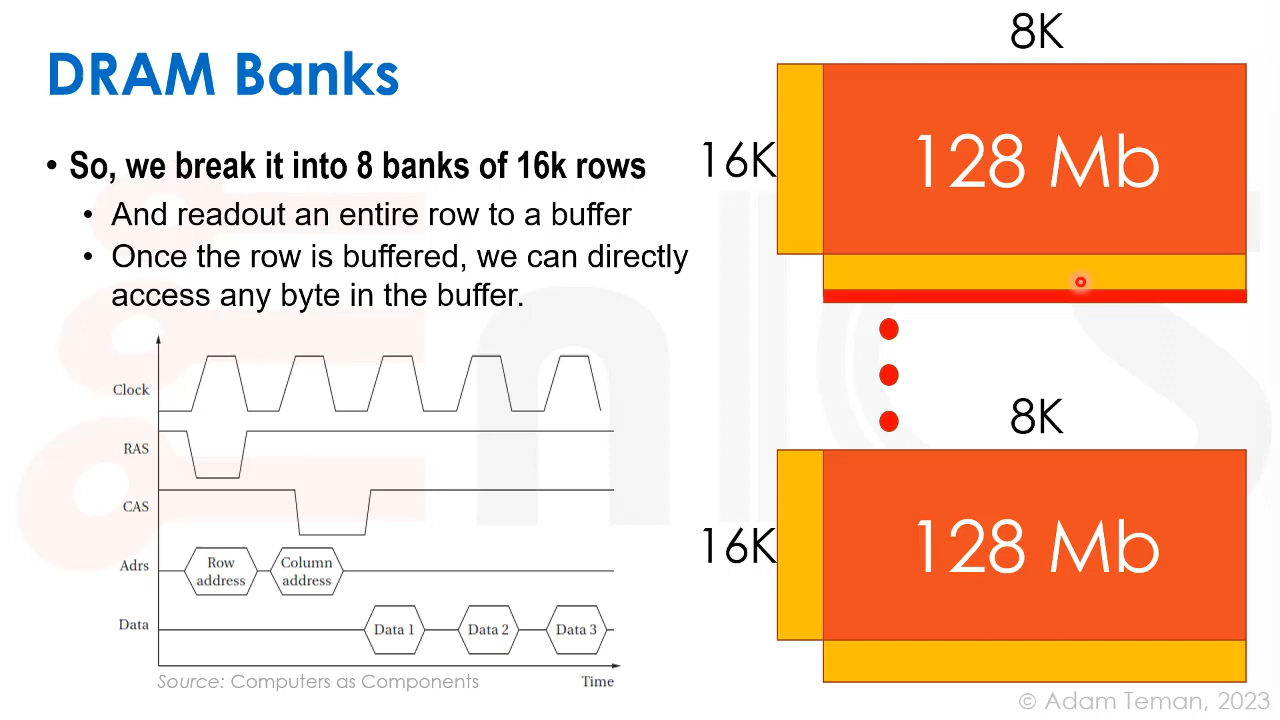 DRAM Banks
• So, we break it into 8 banks of 16k rows
• And readout an entire row to a buffer
• Once the row is buffered, we can directly
access any byte in the buffer.
8K
16K
128 Mb
8K
16K
128 Mb
Clock
RAS
CAS
Adrs
Row
address
Column
address
Data
Data 1
Data 2
Data 3
Time
Source: Computers as Components
© Adam Teman, 2023